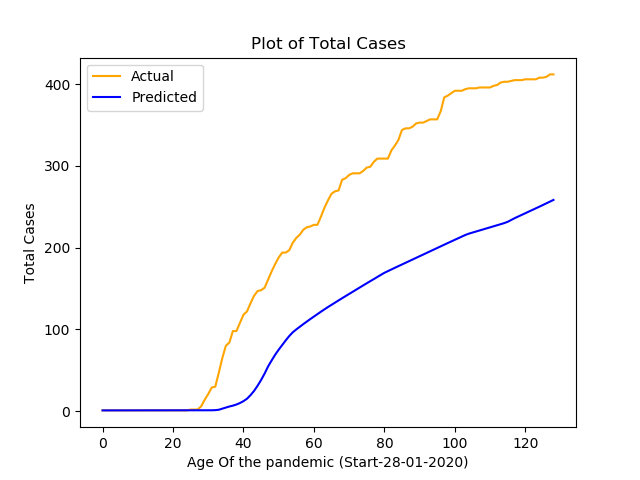 Plot of Total Cases
Actual
Predicted
Total Cases
400
300
200
100
0
0 20 40 60 80 100 120
Age Of the pandemic (Start-28-01-2020)